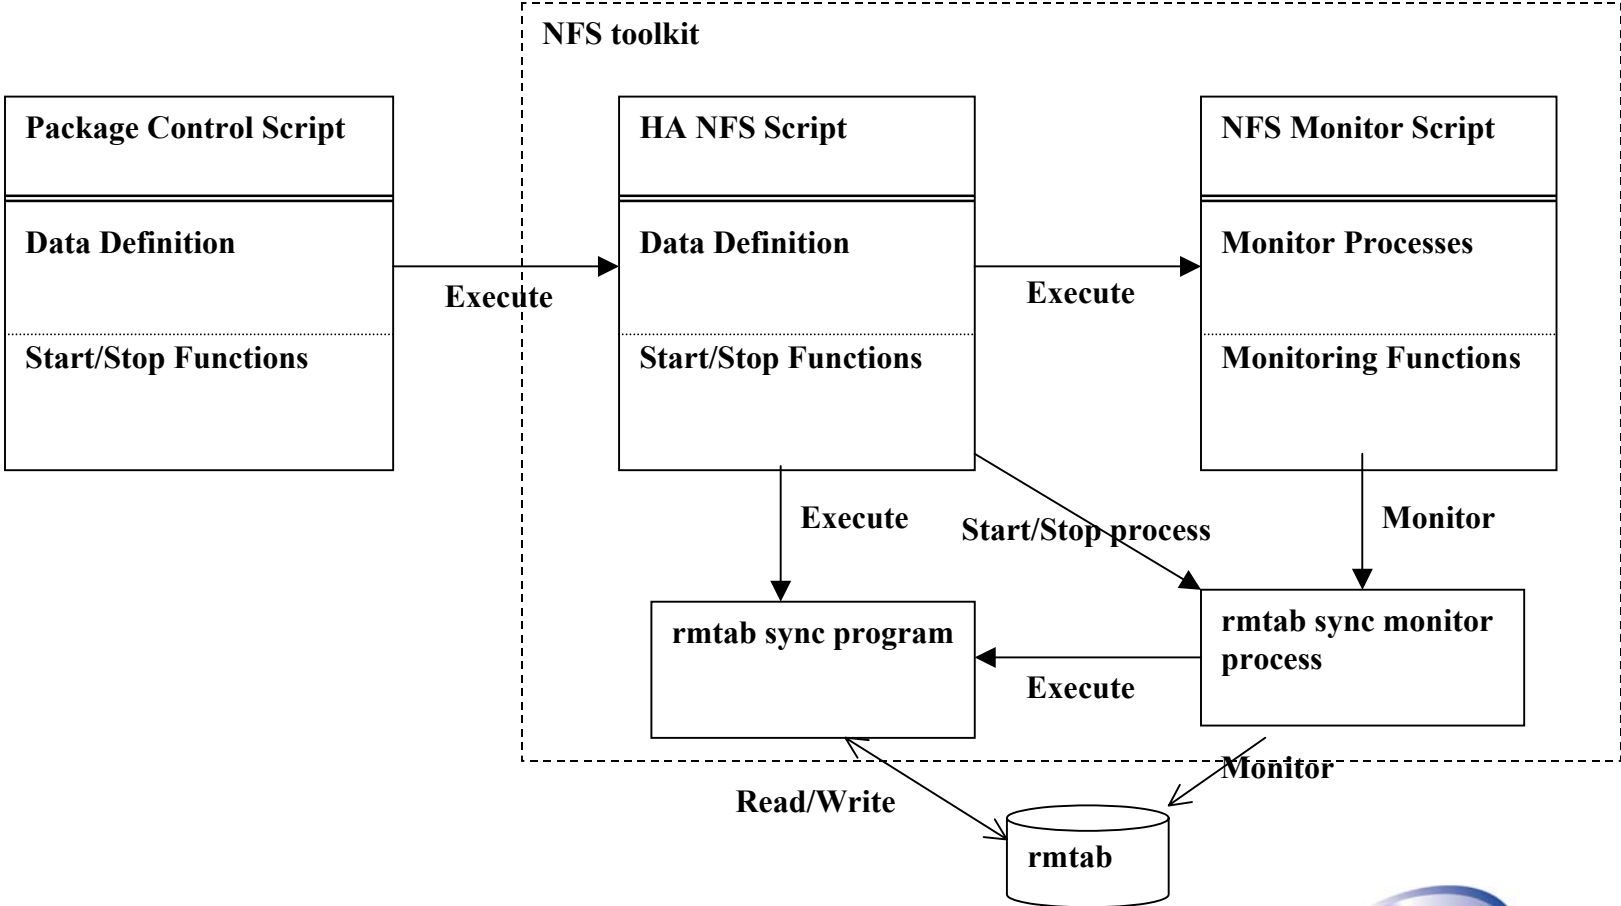 NFS toolkit
Package Control Script
HA NFS Script
NFS Monitor Script
Data Definition
Data Definition
Monitor Processes
Execute
Execute
Start/Stop Functions
Start/Stop Functions
Monitoring Functions
Execute
Start/Stop process
Monitor
rmtab sync program
rmtab sync monitor
process
Execute
Monitor
Read/Write
rmtab